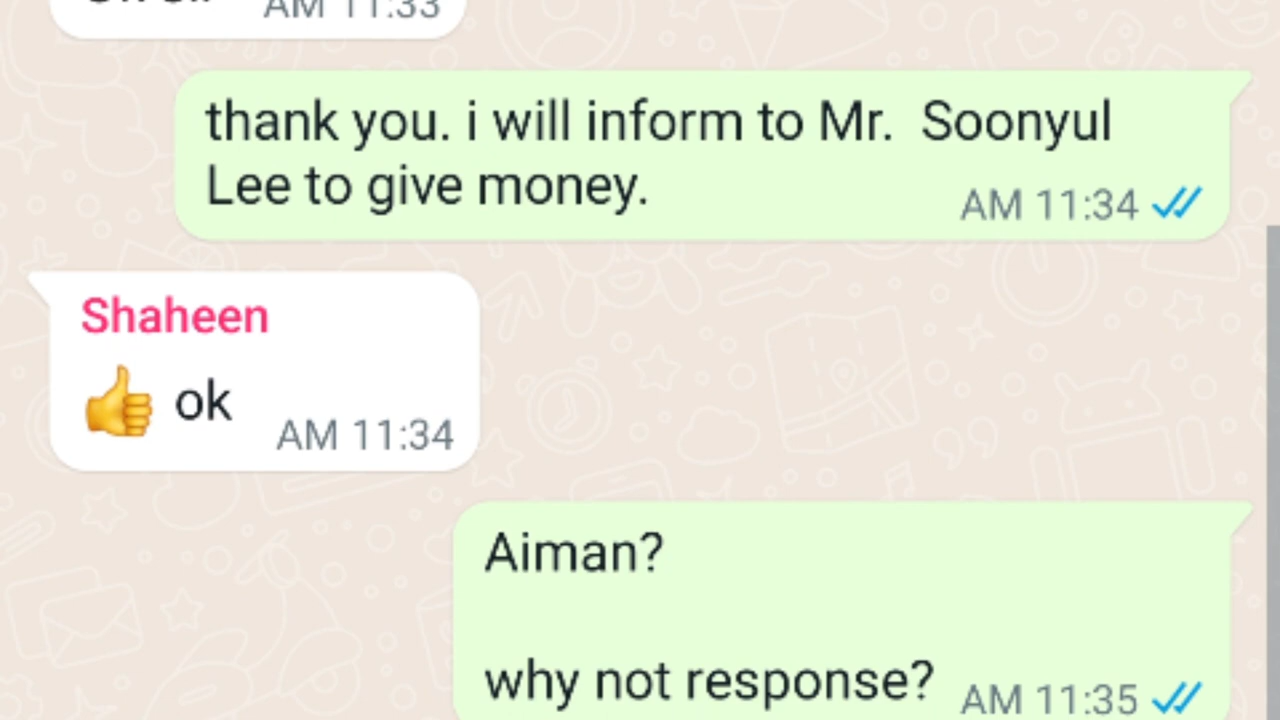 AM 11:33
thank you. i will inform to Mr.  Soonyul
Lee to give money.
AM 11:34
Shaheen
👍 ok
AM 11:34
Aiman?
why not response?
AM 11:35